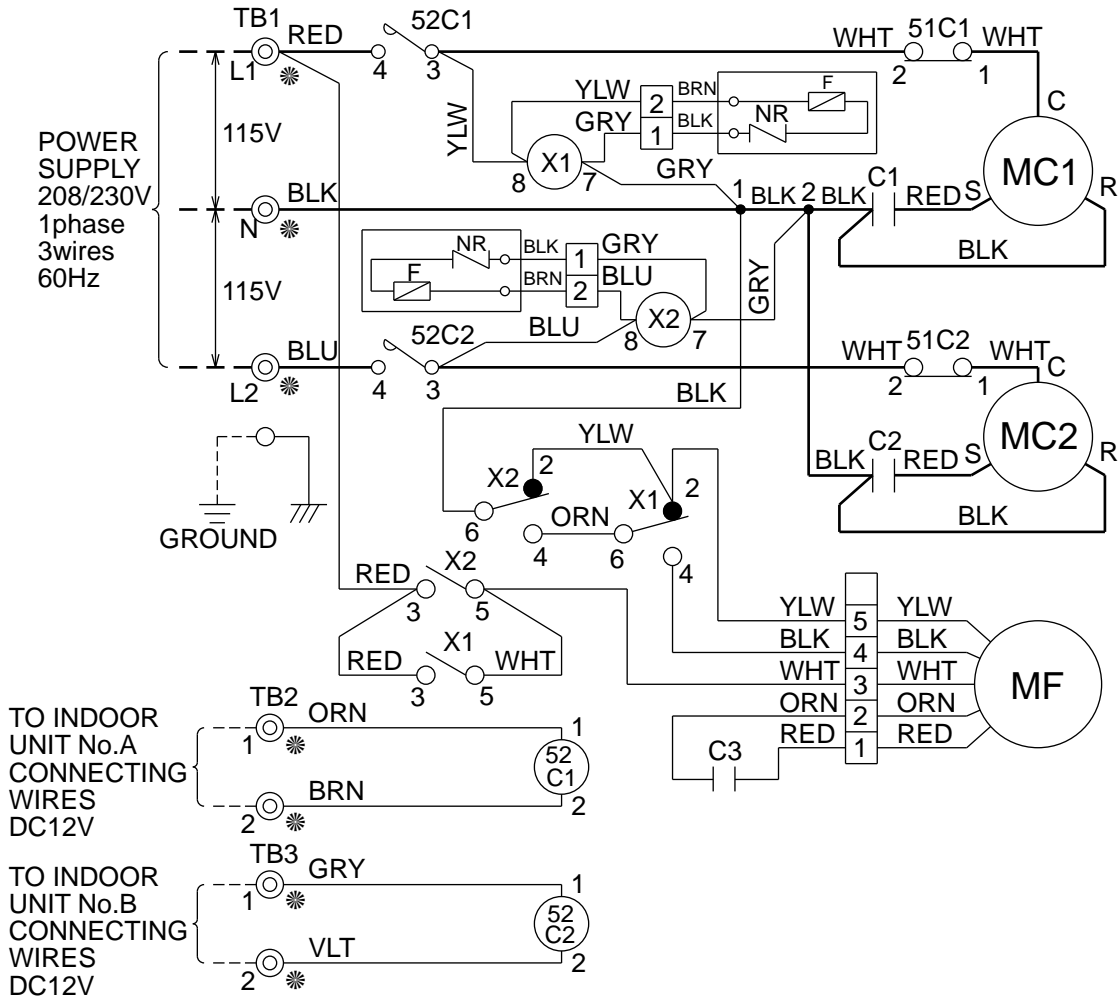 TB1
RED
52C1
WHT
51C1
WHT
L1
4
3
2
1
C
115V
YLW
YLW
2
BRN
F
GRY
1
BLK
NR
X1
8
7
MC1
R
POWER
SUPPLY
208/230V
1phase
3wires
60Hz
BLK
N
GRY
1
BLK
2
BLK
C1
RED
S
BLK
115V
NR
BLK
1
GRY
F
BRN
2
BLU
GRY
X2
8
7
BLU
52C2
BLU
L2
4
3
WHT
51C2
WHT
2
1
C
BLK
MC2
R
C2
BLK
RED
S
BLK
YLW
X2
2
X1
2
6
ORN
4
6
4
GROUND
RED
X2
3
5
RED
X1
WHT
3
5
YLW
5
YLW
BLK
4
BLK
WHT
3
WHT
ORN
2
ORN
RED
1
RED
MF
C3
TO INDOOR
UNIT No.A
CONNECTING
WIRES
DC12V
TB2
ORN
1
1
52
C1
BRN
2
2
TO INDOOR
UNIT No.B
CONNECTING
WIRES
DC12V
TB3
GRY
1
1
52
C2
VLT
2
2